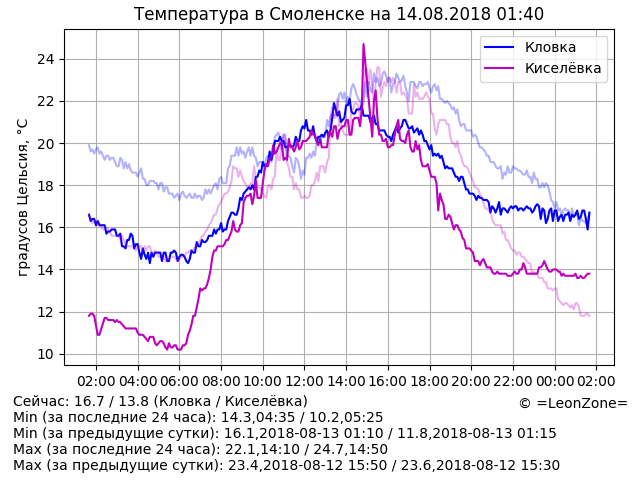 Температура в Смоленске на 14.08.2018 01:40
Кловка
Киселёвка
градусов Цельсия, °C
24
22
20
18
16
14
12
10
02:00 04:00 06:00 08:00 10:00 12:00 14:00 16:00 18:00 20:00 22:00 00:00 02:00
Сейчас: 16.7 / 13.8 (Кловка / Киселёвка)
© =LeonZone=
Min (за последние 24 часа): 14.3,04:35 / 10.2,05:25
Min (за предыдущие сутки): 16.1,2018-08-13 01:10 / 11.8,2018-08-13 01:15
Max (за последние 24 часа): 22.1,14:10 / 24.7,14:50
Max (за предыдущие сутки): 23.4,2018-08-12 15:50 / 23.6,2018-08-12 15:30